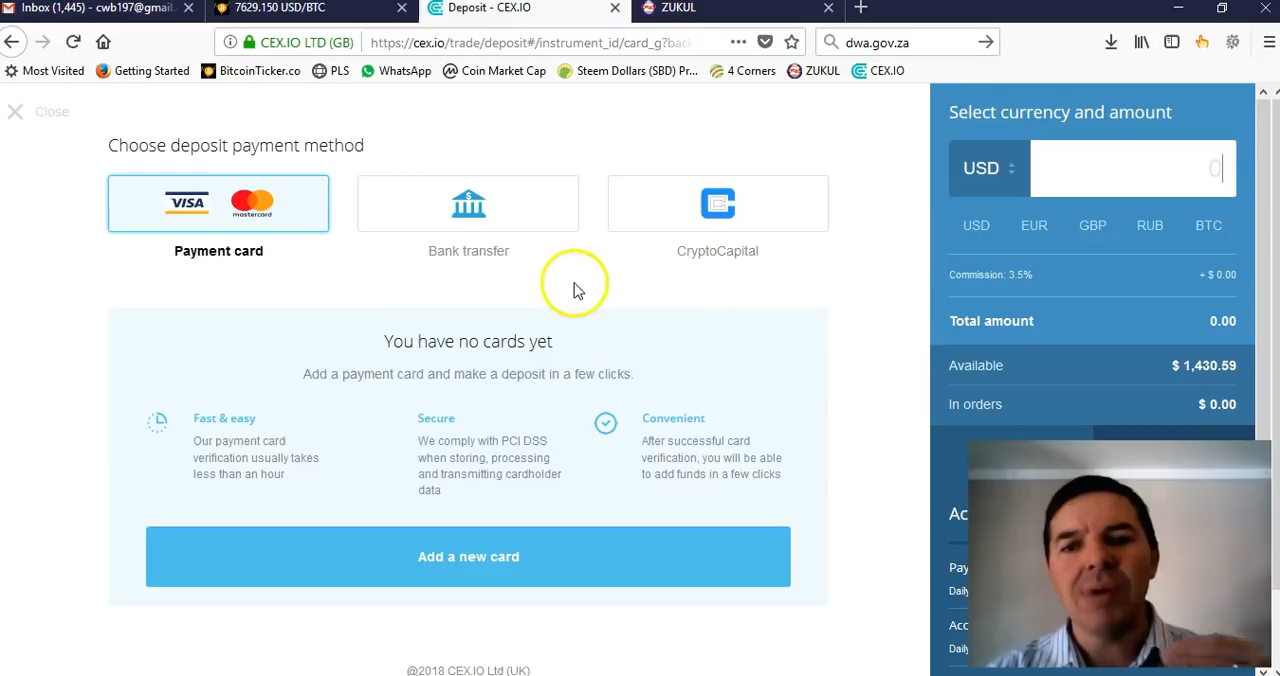 Inbox (1,445) - cwb197@gmail. 7629.150 USD/BTC Deposit - CEX.IO ZUKUL
CEX.IO LTD (GB) https://cex.io/trade/deposit#/instrument_id/card_g?bac dwa.gov.za
Most Visited Getting Started BitcoinTicker.co PLS WhatsApp Coin Market Cap Steem Dollars (SBD) Pr... 4 Corners ZUKUL CEX.IO
Close
Choose deposit payment method
VISA mastercard
Payment card Bank transfer CryptoCapital
You have no cards yet
Add a payment card and make a deposit in a few clicks.
Fast & easy
Our payment card
verification usually takes
less than an hour
Secure
We comply with PCI DSS
when storing, processing
and transmitting cardholder
data
Convenient
After successful card
verification, you will be able
to add funds in a few clicks
Add a new card
@2018 CEX.IO Ltd (UK)
Select currency and amount
USD 0
USD EUR GBP RUB BTC
Commission: 3.5% + $ 0.00
Total amount 0.00
Available $ 1,430.59
In orders $ 0.00
Ac
Pay
Daily
Acc
Daily